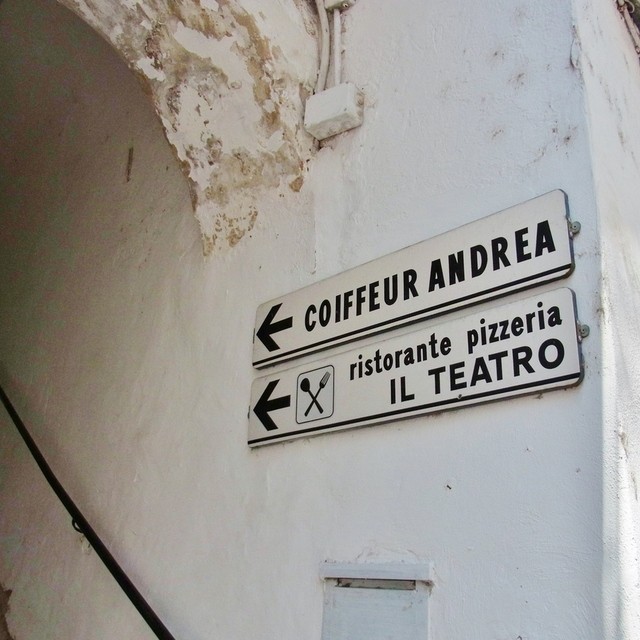 COIFFEUR ANDREA
ristorante pizzeria
IL TEATRO